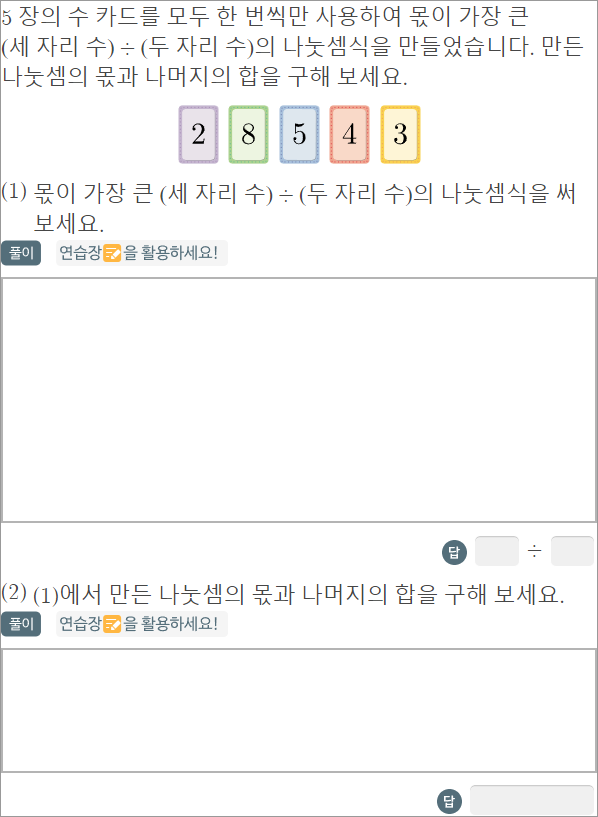 5 장의 수 카드를 모두 한 번씩만 사용하여 몫이 가장 큰
(세 자리 수) ÷ (두 자리 수)의 나눗셈식을 만들었습니다. 만든
나눗셈의 몫과 나머지의 합을 구해 보세요.
2 8 5 4 3
(1) 몫이 가장 큰 (세 자리 수) ÷ (두 자리 수)의 나눗셈식을 써
보세요.
풀이 연습장을 활용하세요!
답 ÷
(2) (1)에서 만든 나눗셈의 몫과 나머지의 합을 구해 보세요.
풀이 연습장을 활용하세요!
답